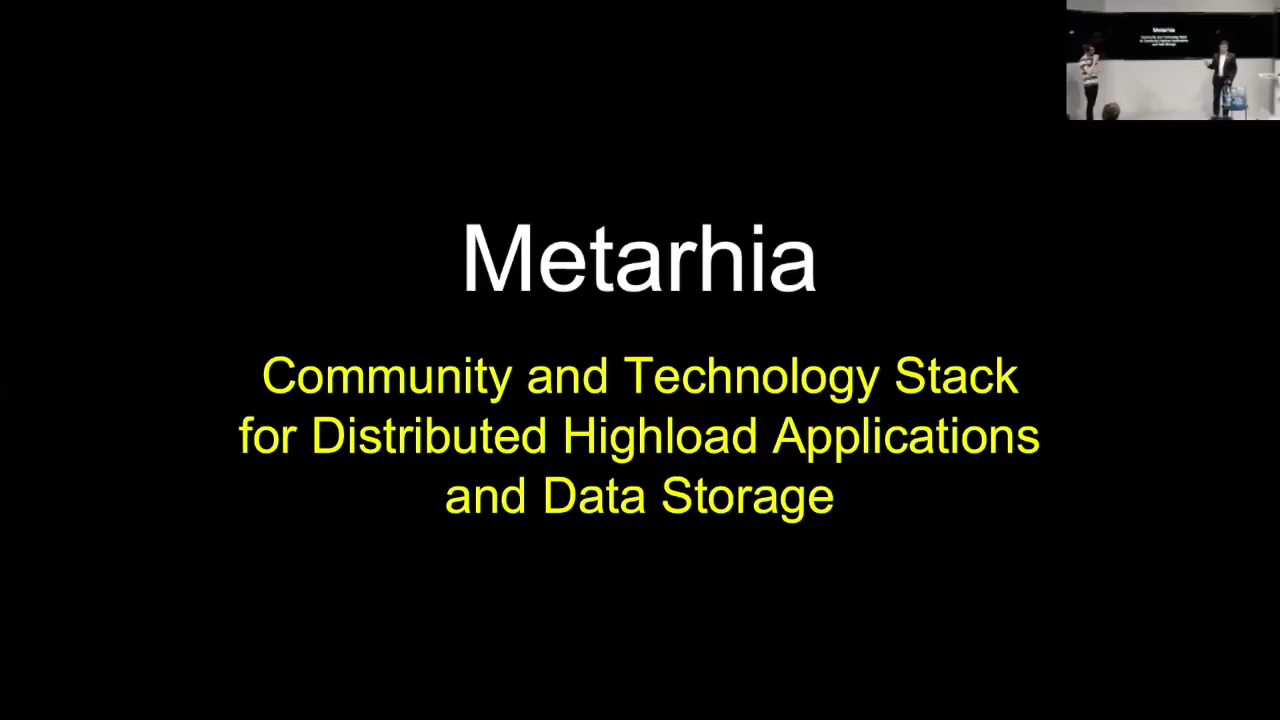 Metarhia
Community and Technology Stack
for Distributed Highload Applications
and Data Storage